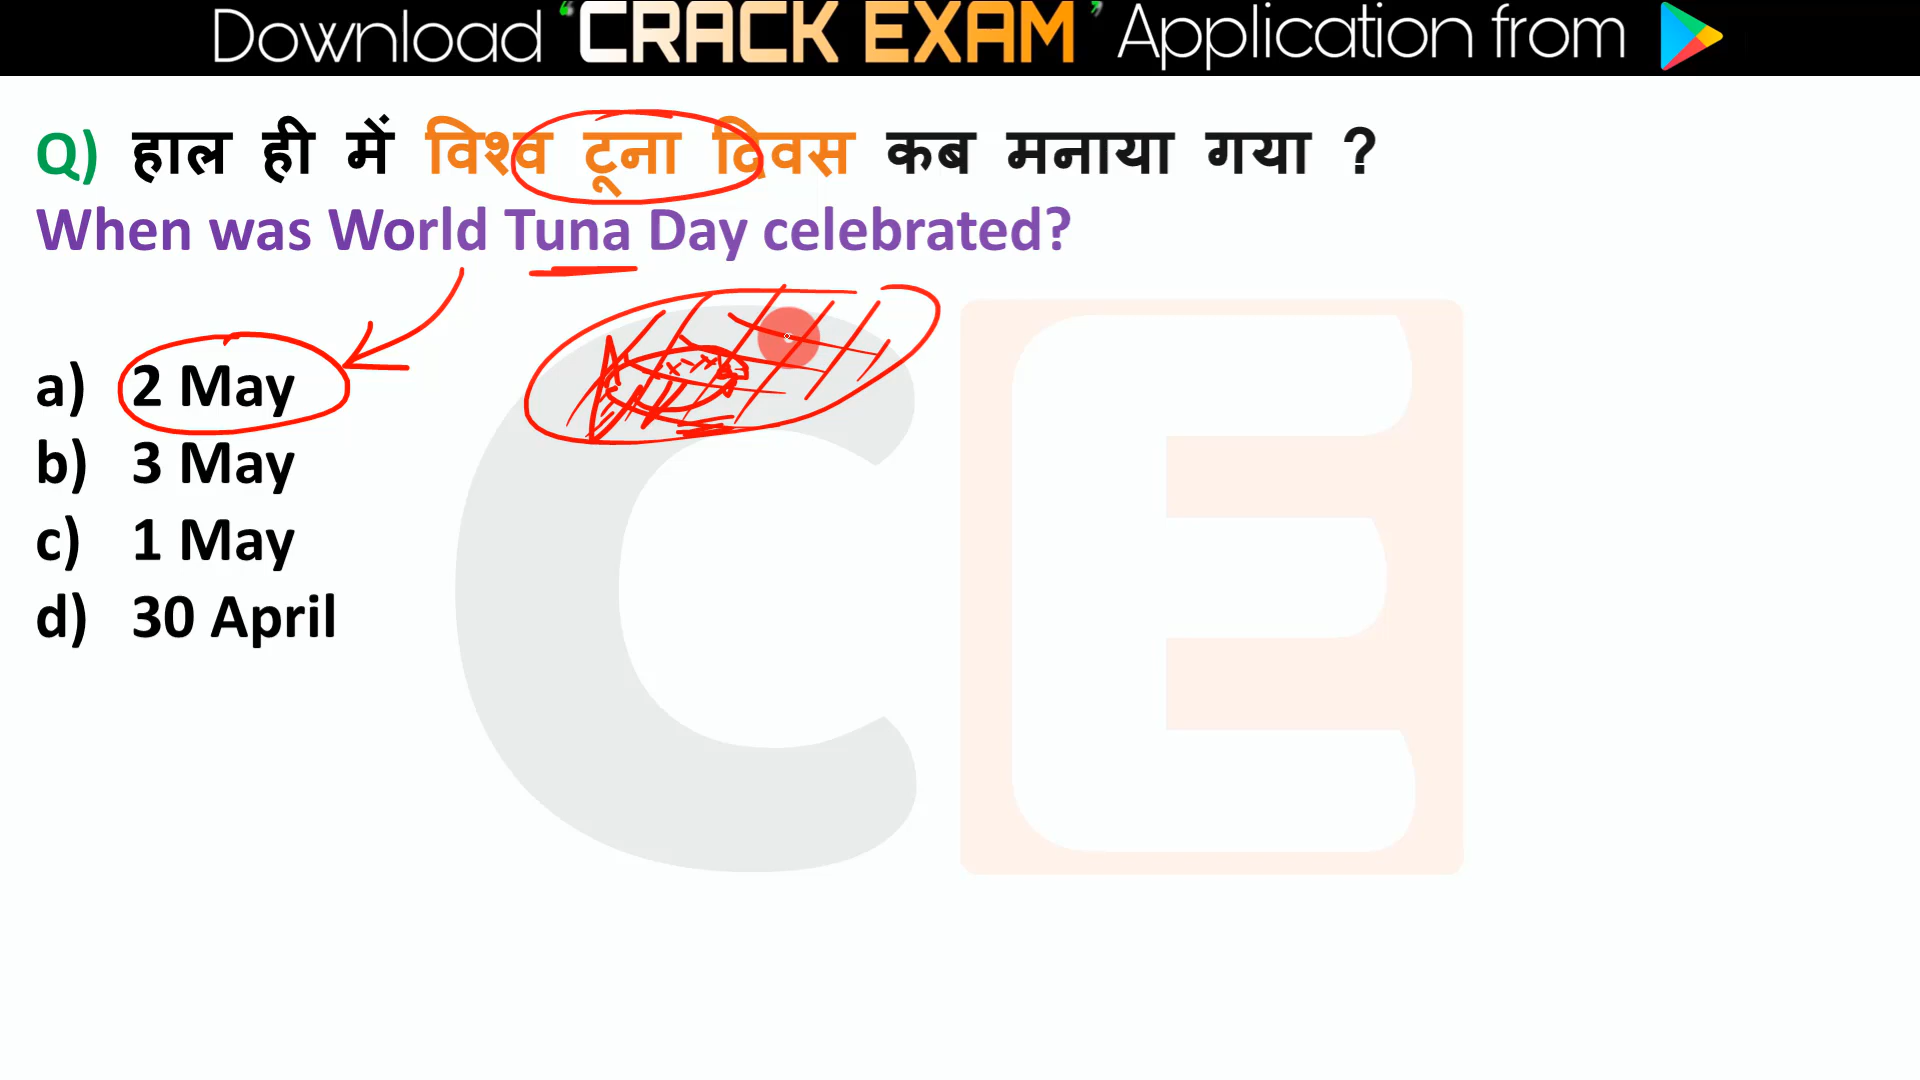 Download ‘CRACK EXAM’ Application from
Q) हाल ही में विश्व टूना दिवस कब मनाया गया ?
When was World Tuna Day celebrated?
a) 2 May
b) 3 May
c) 1 May
d) 30 April
CE